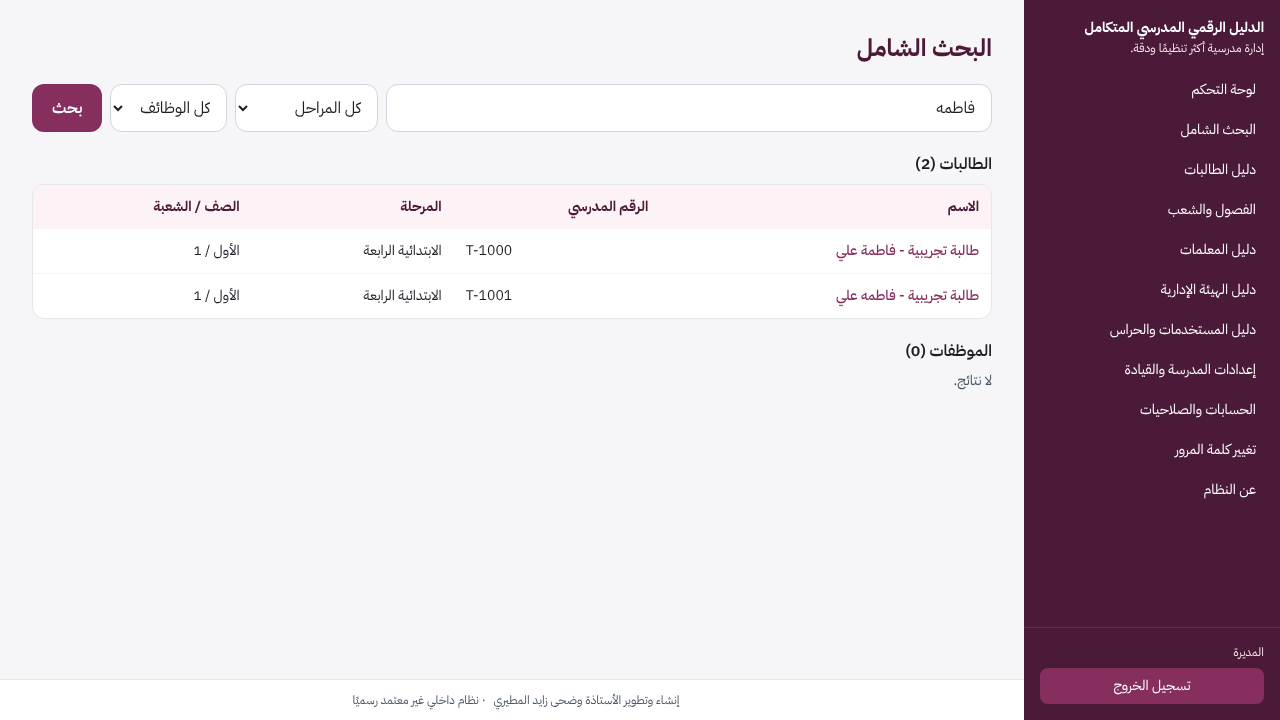 الدليل الرقمي المدرسي المتكامل
إدارة مدرسية أكثر تنظيمًا ودقة.
لوحة التحكم
البحث الشامل
دليل الطالبات
الفصول والشعب
دليل المعلمات
دليل الهيئة الإدارية
دليل المستخدمات والحراس
إعدادات المدرسة والقيادة
الحسابات والصلاحيات
تغيير كلمة المرور
عن النظام
المديرة
تسجيل الخروج
البحث الشامل
فاطمه كل المراحل كل الوظائف بحث
الطالبات (2)
الاسم الرقم المدرسي المرحلة الصف / الشعبة
طالبة تجريبية - فاطمة علي T-1000 الابتدائية الرابعة الأول / 1
طالبة تجريبية - فاطمه علي T-1001 الابتدائية الرابعة الأول / 1
الموظفات (0)
لا نتائج.
إنشاء وتطوير الأستاذة وضحى زايد المطيري · نظام داخلي غير معتمد رسميًا